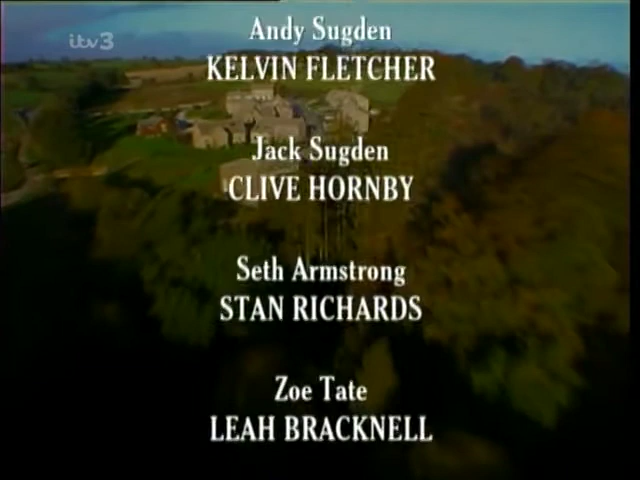 itv3
Andy Sugden
KELVIN FLETCHER
Jack Sugden
CLIVE HORNBY
Seth Armstrong
STAN RICHARDS
Zoe Tate
LEAH BRACKNELL